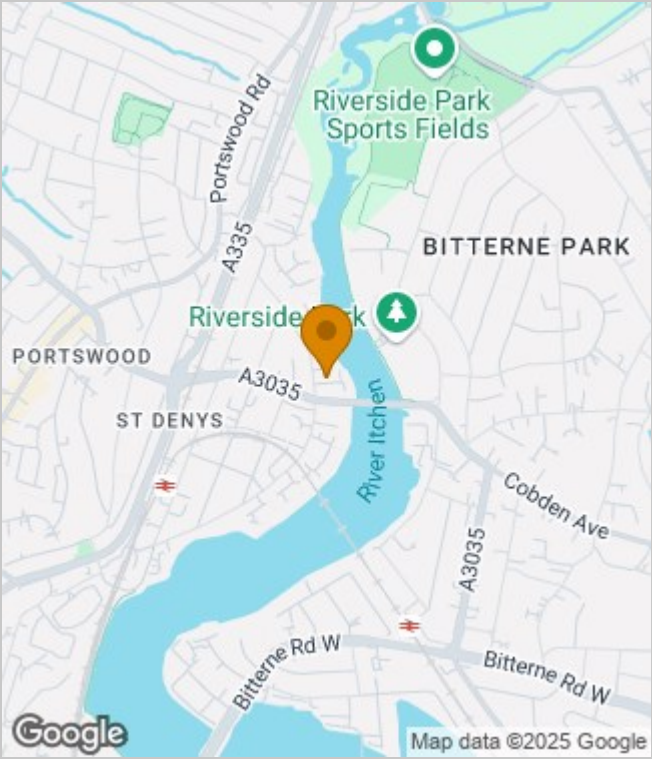 Riverside Park
Sports Fields
Portswood Rd
A335
BITTERNE PARK
Riverside
PORTSWOOD
A3035
ST DENYS
River Itchen
Cobden Ave
A3035
Bitterne Rd W
Bitterne Rd W
Google
Map data ©2025 Google